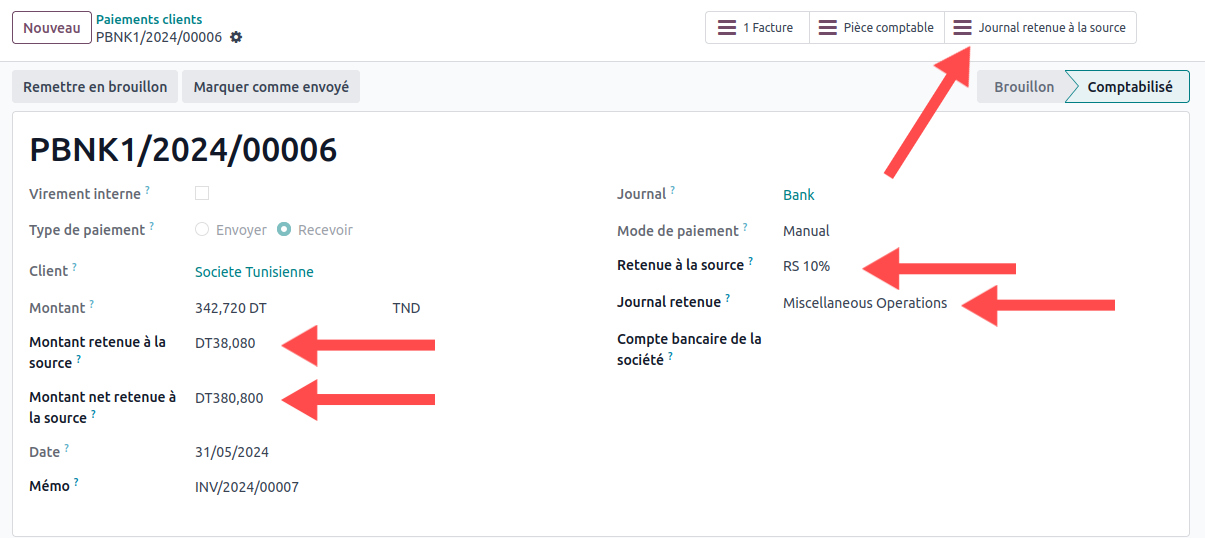 Nouveau
Paiements clients
PBNK1/2024/00006
1 Facture
Pièce comptable
Journal retenue à la source
Remettre en brouillon
Marquer comme envoyé
Brouillon
Comptabilisé
PBNK1/2024/00006
Virement interne ?
Type de paiement ? Envoyer Recevoir
Client ? Societe Tunisienne
Montant ? 342,720 DT TND
Montant retenue à la
source ? DT38,080
Montant net retenue à
la source ? DT380,800
Date ? 31/05/2024
Mémo ? INV/2024/00007
Journal ? Bank
Mode de paiement ? Manual
Retenue à la source ? RS 10%
Journal retenue ? Miscellaneous Operations
Compte bancaire de la
société ?